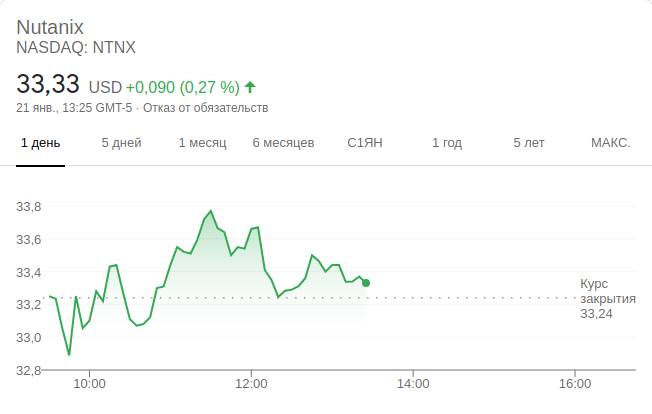 Nutanix
NASDAQ: NTNX
33,33 USD +0,090 (0,27 %)
21 янв., 13:25 GMT-5 · Отказ от обязательств
1 день 5 дней 1 месяц 6 месяцев С1ЯН 1 год 5 лет МАКС.
33,8
33,6
33,4
33,2
33,0
32,8
Курс
закрытия
33,24
10:00 12:00 14:00 16:00